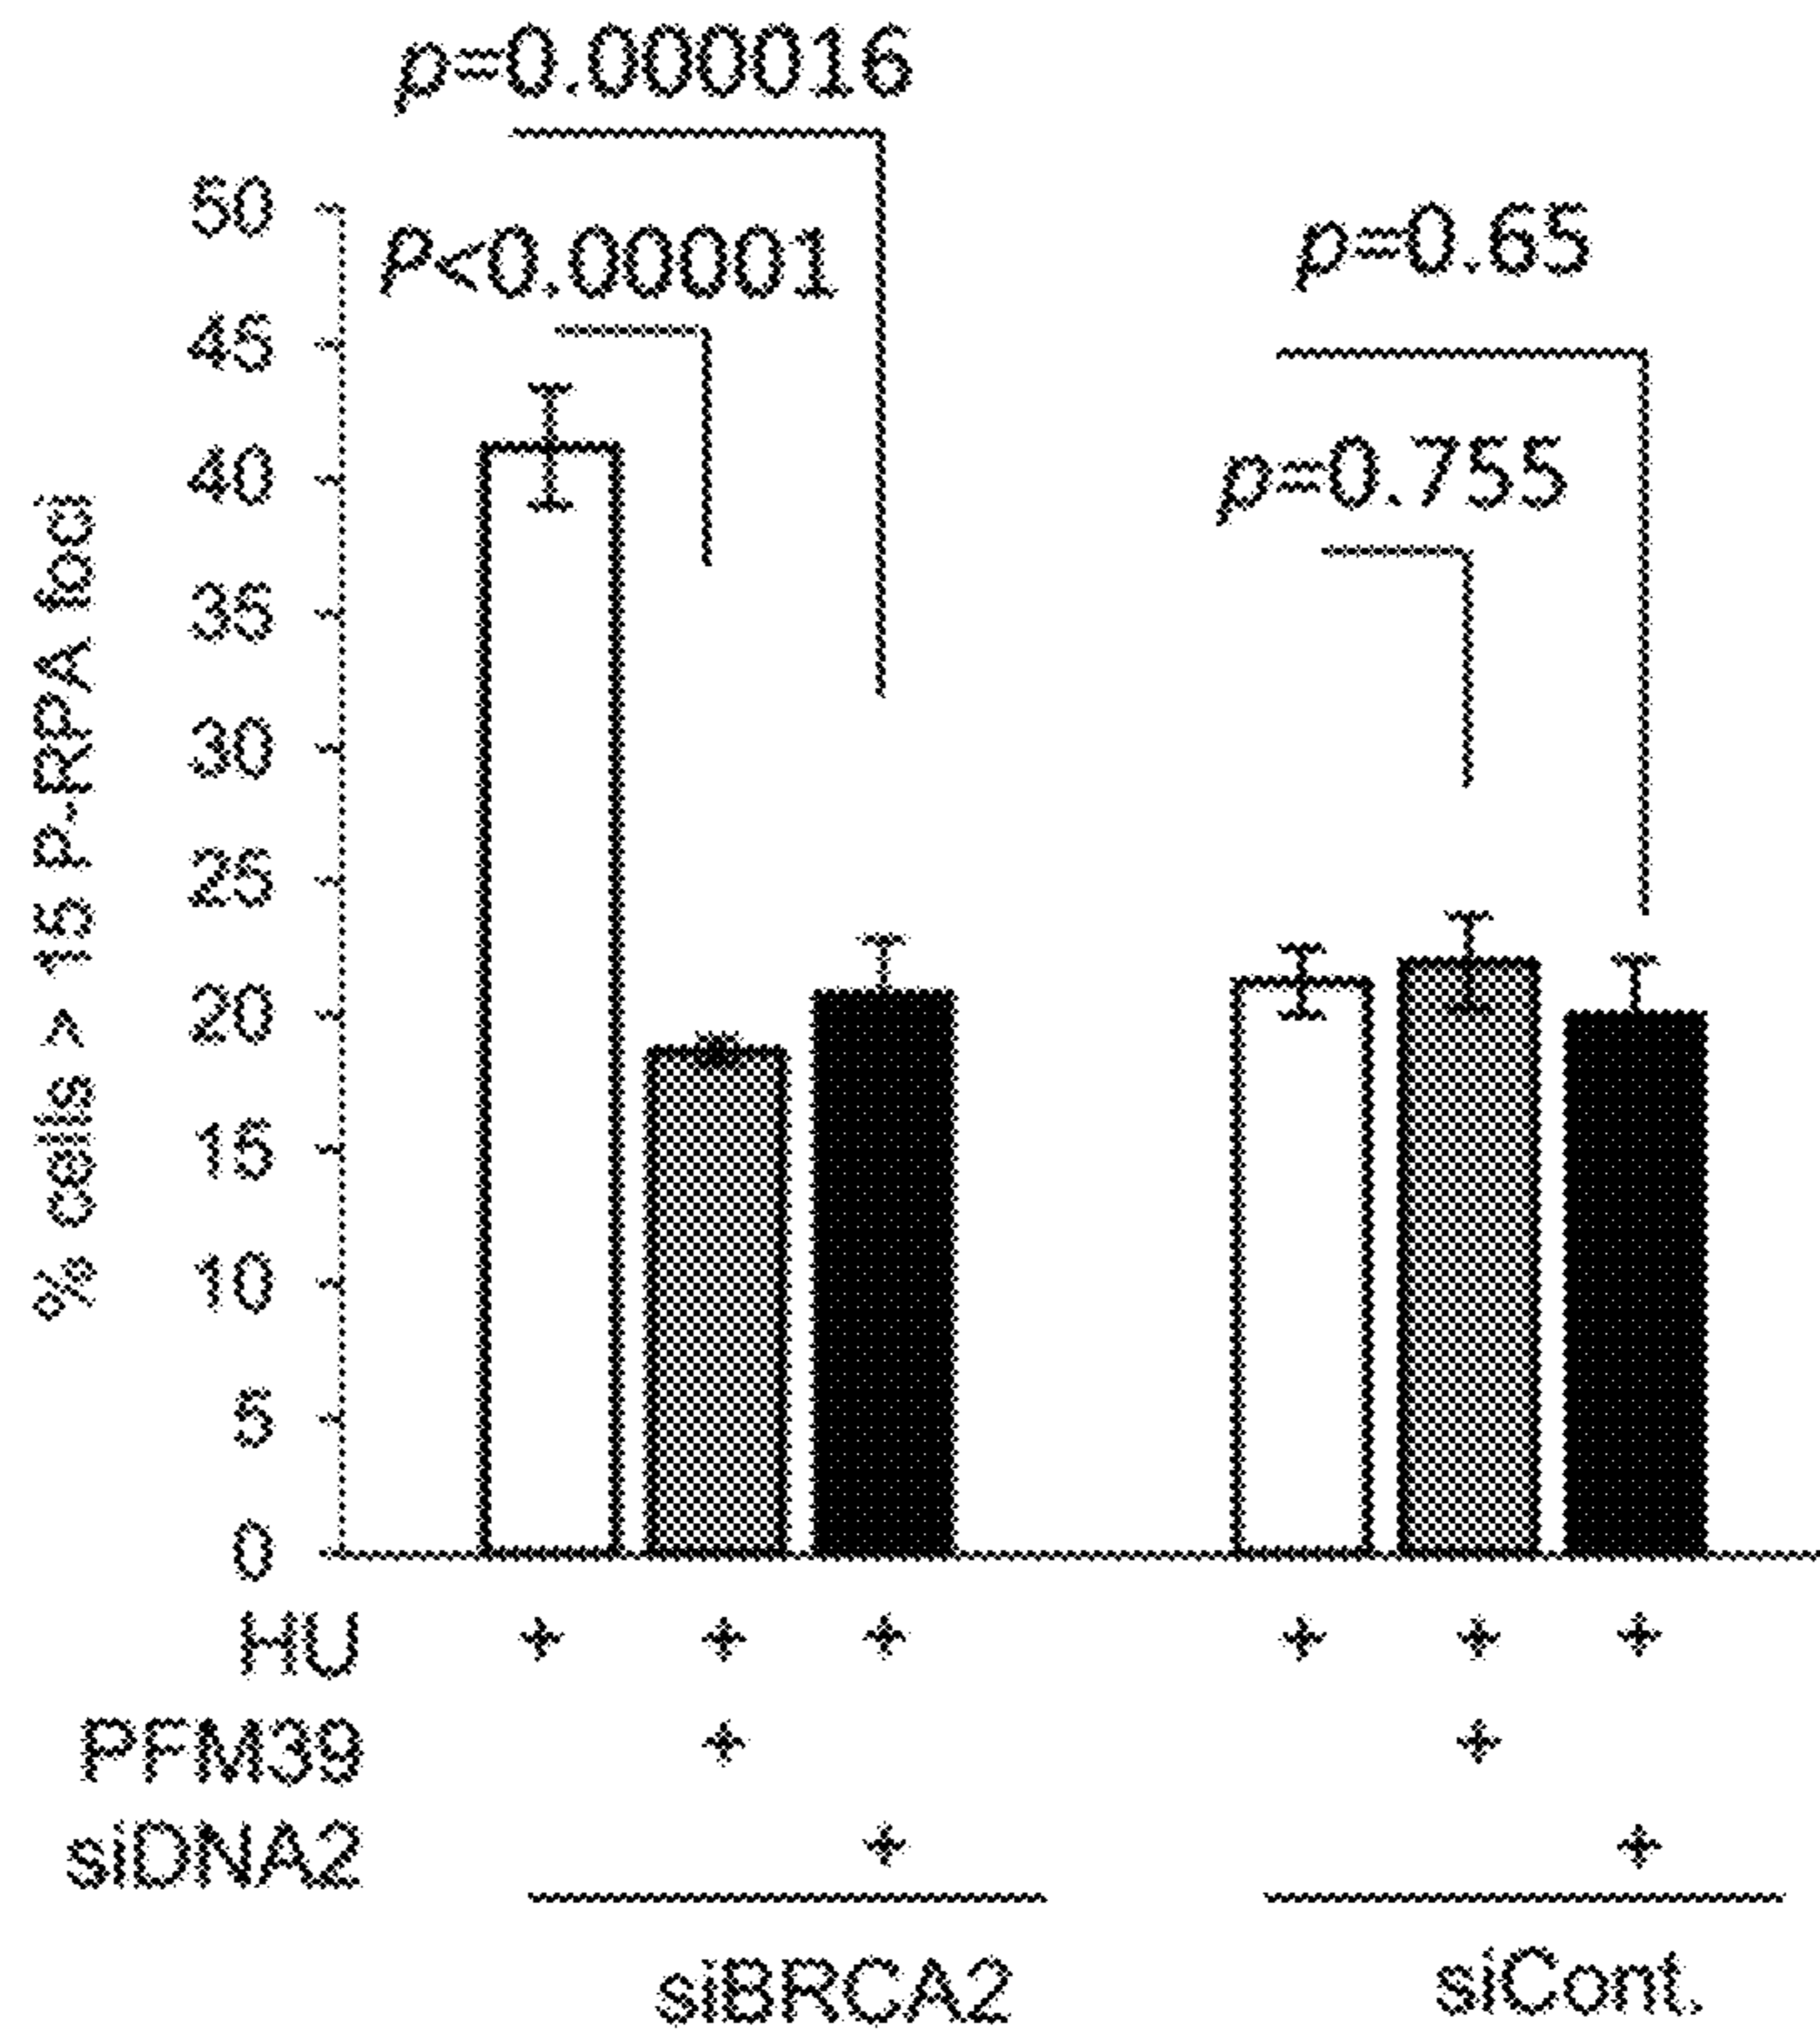 p=0.000016
P<0.00001
p=0.65
p=0.755
% cells > 15 P-RPA foci
50
45
40
35
30
25
20
15
10
5
0
HU + + + + + +
PFM39 + +
siDNA2 + +
siBRCA2 siCont.